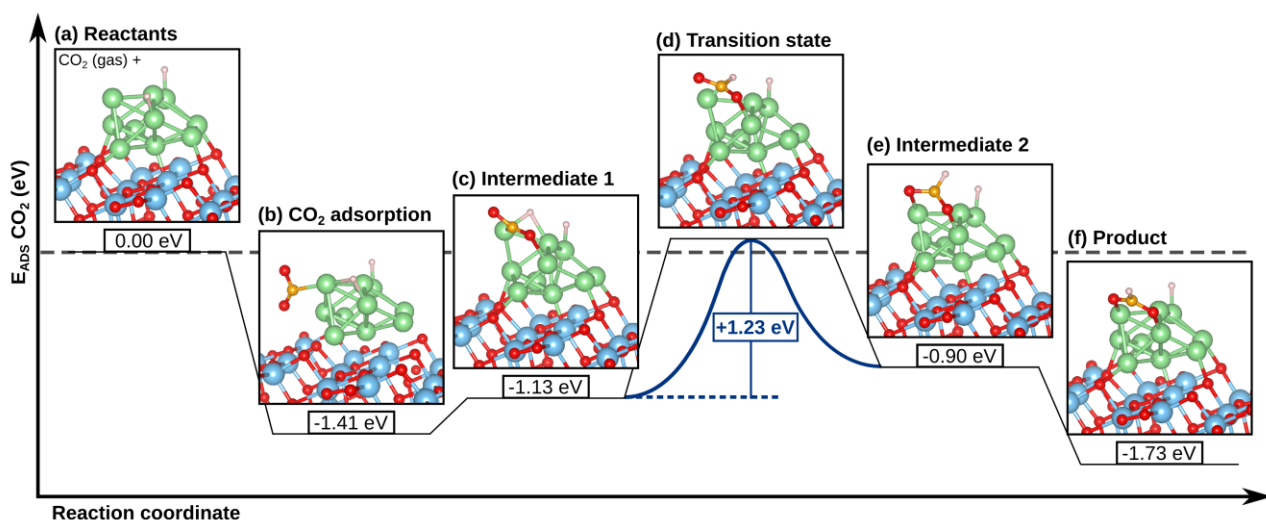 (a) Reactants
CO₂ (gas) +
0.00 eV
(b) CO₂ adsorption
-1.41 eV
(c) Intermediate 1
-1.13 eV
(d) Transition state
+1.23 eV
(e) Intermediate 2
-0.90 eV
(f) Product
-1.73 eV
E_ADS CO₂ (eV)
Reaction coordinate